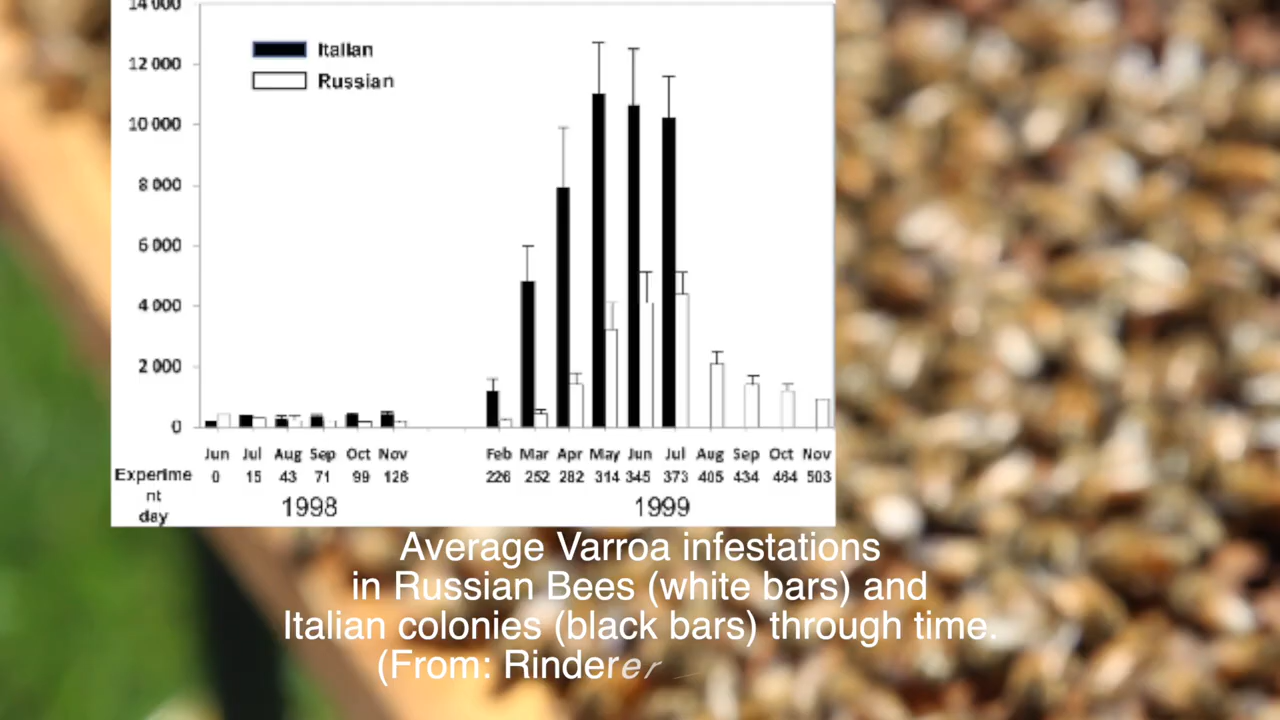 14 000
Italian
12 000
Russian
10 000
8 000
6 000
4 000
2 000
0
Jun Jul Aug Sep Oct Nov Feb Mar Apr May Jun Jul Aug Sep Oct Nov
Experime 0 15 43 71 99 126 226 252 282 314 345 373 405 434 464 503
nt
day 1998 1999
Average Varroa infestations
in Russian Bees (white bars) and
Italian colonies (black bars) through time.
(From: Rinderer